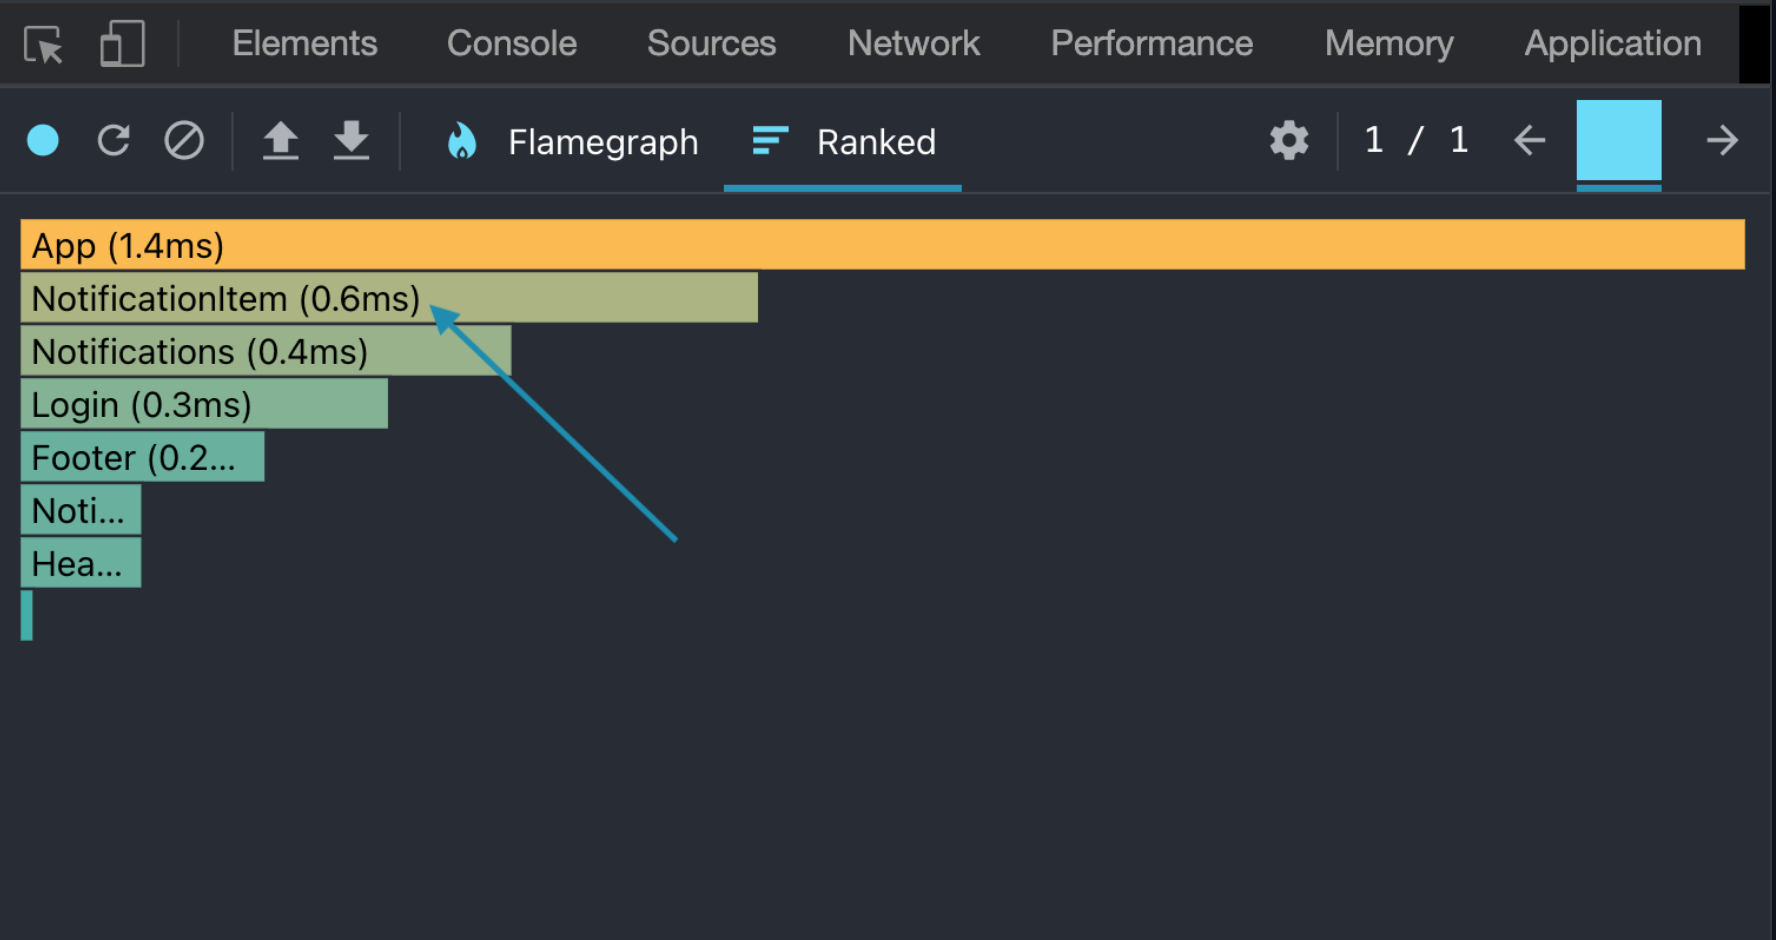 Elements Console Sources Network Performance Memory Application
Flamegraph Ranked 1 / 1
App (1.4ms)
NotificationItem (0.6ms)
Notifications (0.4ms)
Login (0.3ms)
Footer (0.2...
Noti...
Hea...